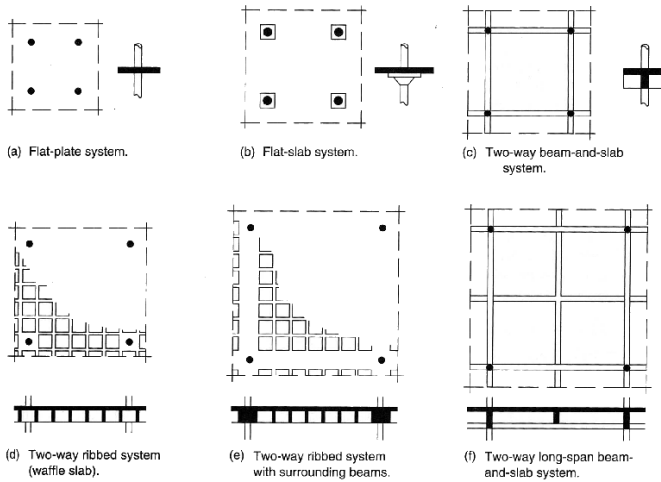 (a) Flat-plate system.
(b) Flat-slab system.
(c) Two-way beam-and-slab
system.
(d) Two-way ribbed system
(waffle slab).
(e) Two-way ribbed system
with surrounding beams.
(f) Two-way long-span beam-
and-slab system.